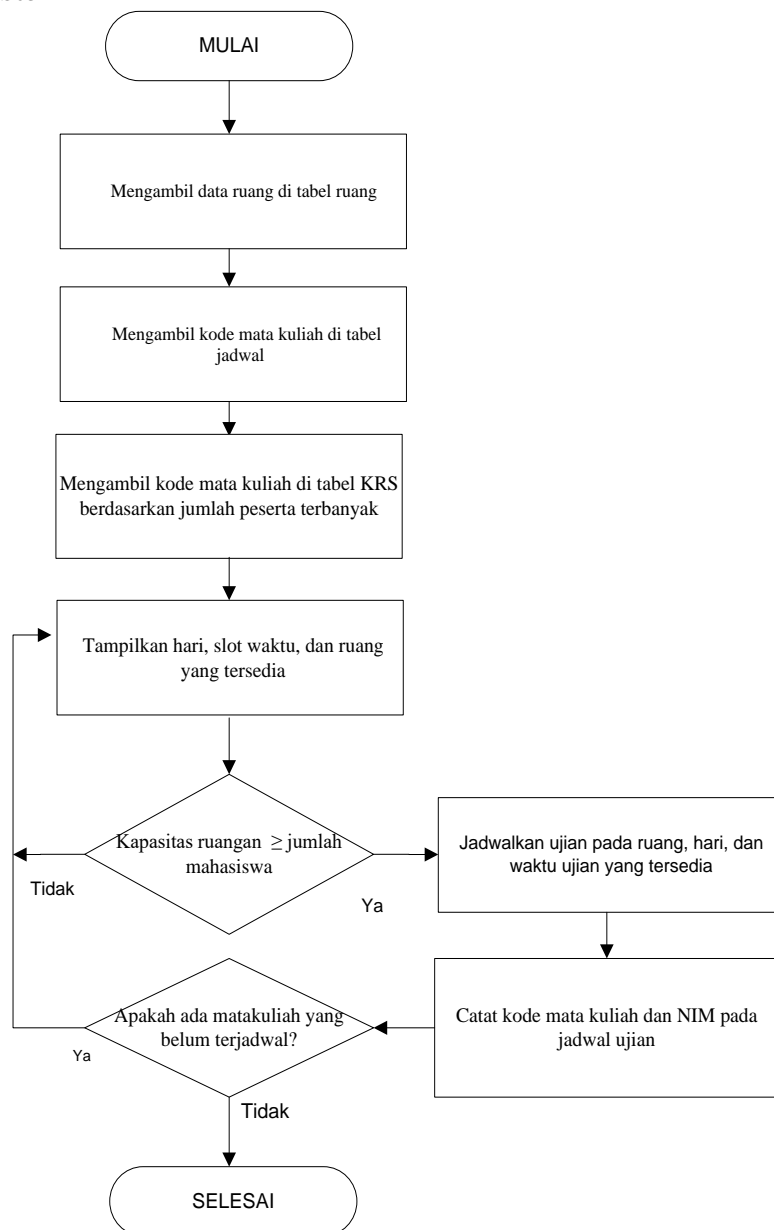 MULAI
Mengambil data ruang di tabel ruang
Mengambil kode mata kuliah di tabel
jadwal
Mengambil kode mata kuliah di tabel KRS
berdasarkan jumlah peserta terbanyak
Tampilkan hari, slot waktu, dan ruang
yang tersedia
Kapasitas ruangan ≥ jumlah
mahasiswa
Tidak
Ya
Jadwalkan ujian pada ruang, hari, dan
waktu ujian yang tersedia
Catat kode mata kuliah dan NIM pada
jadwal ujian
Apakah ada matakuliah yang
belum terjadwal?
Ya
Tidak
SELESAI